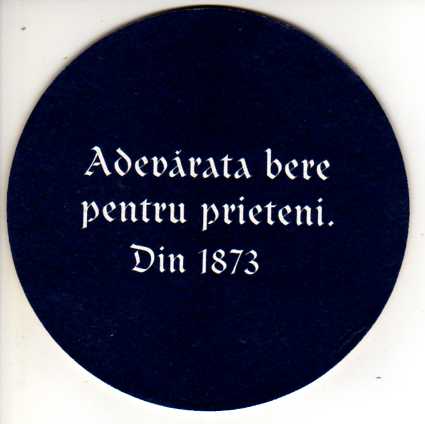 Adevărata bere
pentru prieteni.
Din 1873